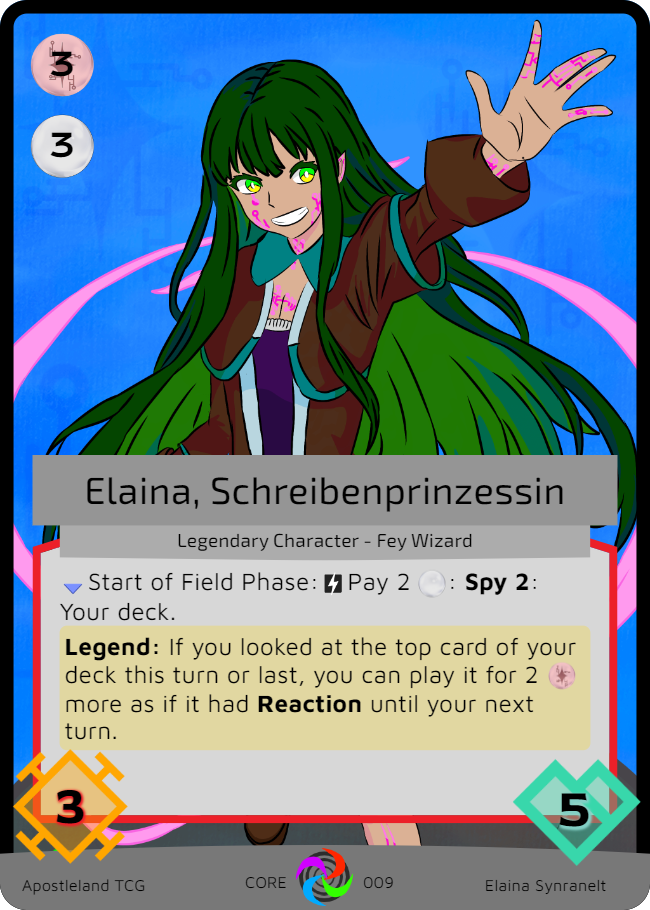 3
3
Elaina, Schreibenprinzessin
Legendary Character - Fey Wizard
Start of Field Phase: Pay 2 : Spy 2:
Your deck.
Legend: If you looked at the top card of your
deck this turn or last, you can play it for 2
more as if it had Reaction until your next
turn.
3
5
Apostleland TCG
CORE 009
Elaina Synranelt